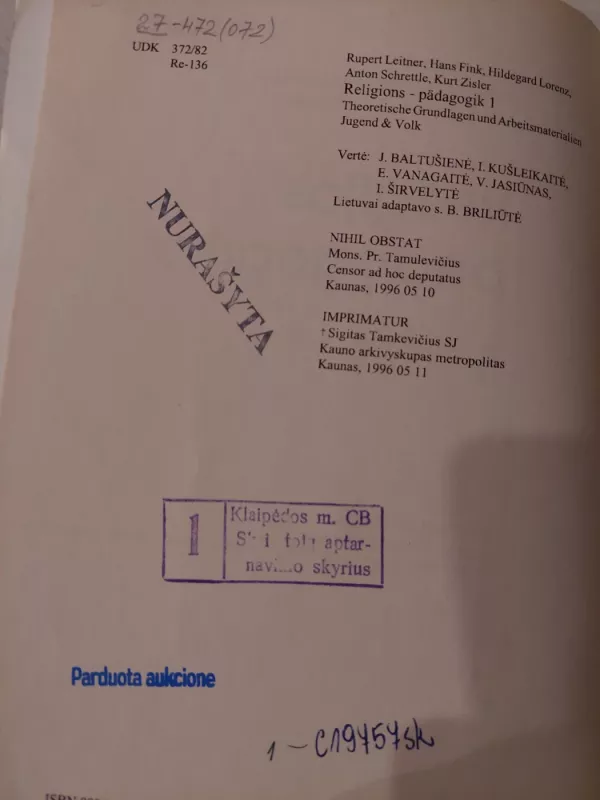 27-472(072)
UDK 372/82
Re-136
Rupert Leitner, Hans Fink, Hildegard Lorenz,
Anton Schrettle, Kurt Zisler
Religions - pädagogik 1
Theoretische Grundlagen und Arbeitsmaterialien
Jugend & Volk
Vertė: J. BALTUŠIENĖ, I. KUŠLEIKAITĖ,
E. VANAGAITĖ, V. JASIŪNAS,
I. ŠIRVELYTĖ
Lietuvai adaptavo s. B. BRILIŪTĖ
NURAŠYTA
NIHIL OBSTAT
Mons. Pr. Tamulevičius
Censor ad hoc deputatus
Kaunas, 1996 05 10
IMPRIMATUR
† Sigitas Tamkevičius SJ
Kauno arkivyskupas metropolitas
Kaunas, 1996 05 11
1
Klaipėdos m. CB
aptar-
skyrius
Parduota aukcione
1 - C19757sk
ISBN